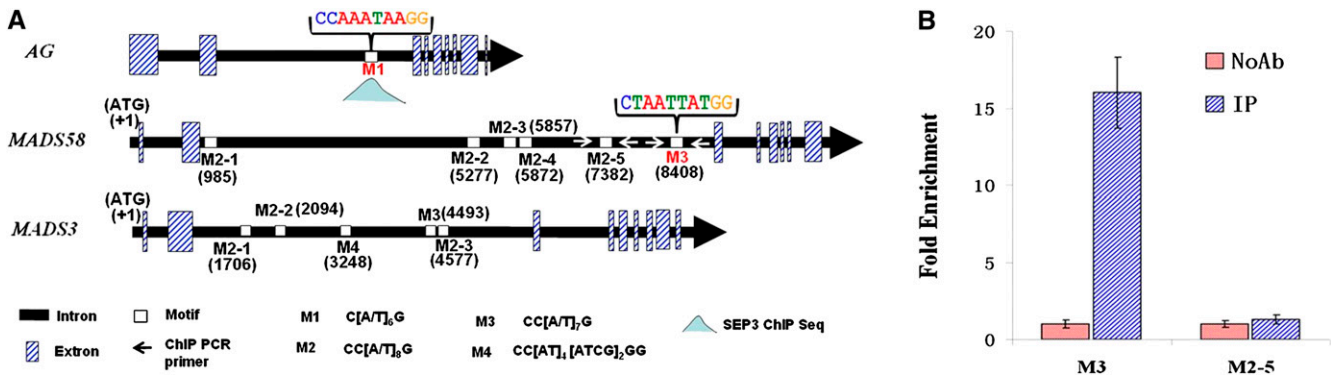 A
CCAAATAAGG
AG
M1
CTAATTATGG
(ATG)
(+1)
M2-3 (5857)
MADS58
M2-1
(985)
M2-2
(5277)
M2-4
(5872)
M2-5
(7382)
M3
(8408)
(ATG)
(+1)
M2-2 (2094)
M3(4493)
MADS3
M2-1
(1706)
M4
(3248)
M2-3
(4577)
Intron
Motif
M1 C[A/T]6G
M3 CC[A/T]7G
SEP3 ChIP Seq
Extron
ChIP PCR
primer
M2 CC[A/T]8G
M4 CC[AT]4[ATCG]2GG
B
Fold Enrichment
20
15
10
5
0
NoAb
IP
M3 M2-5